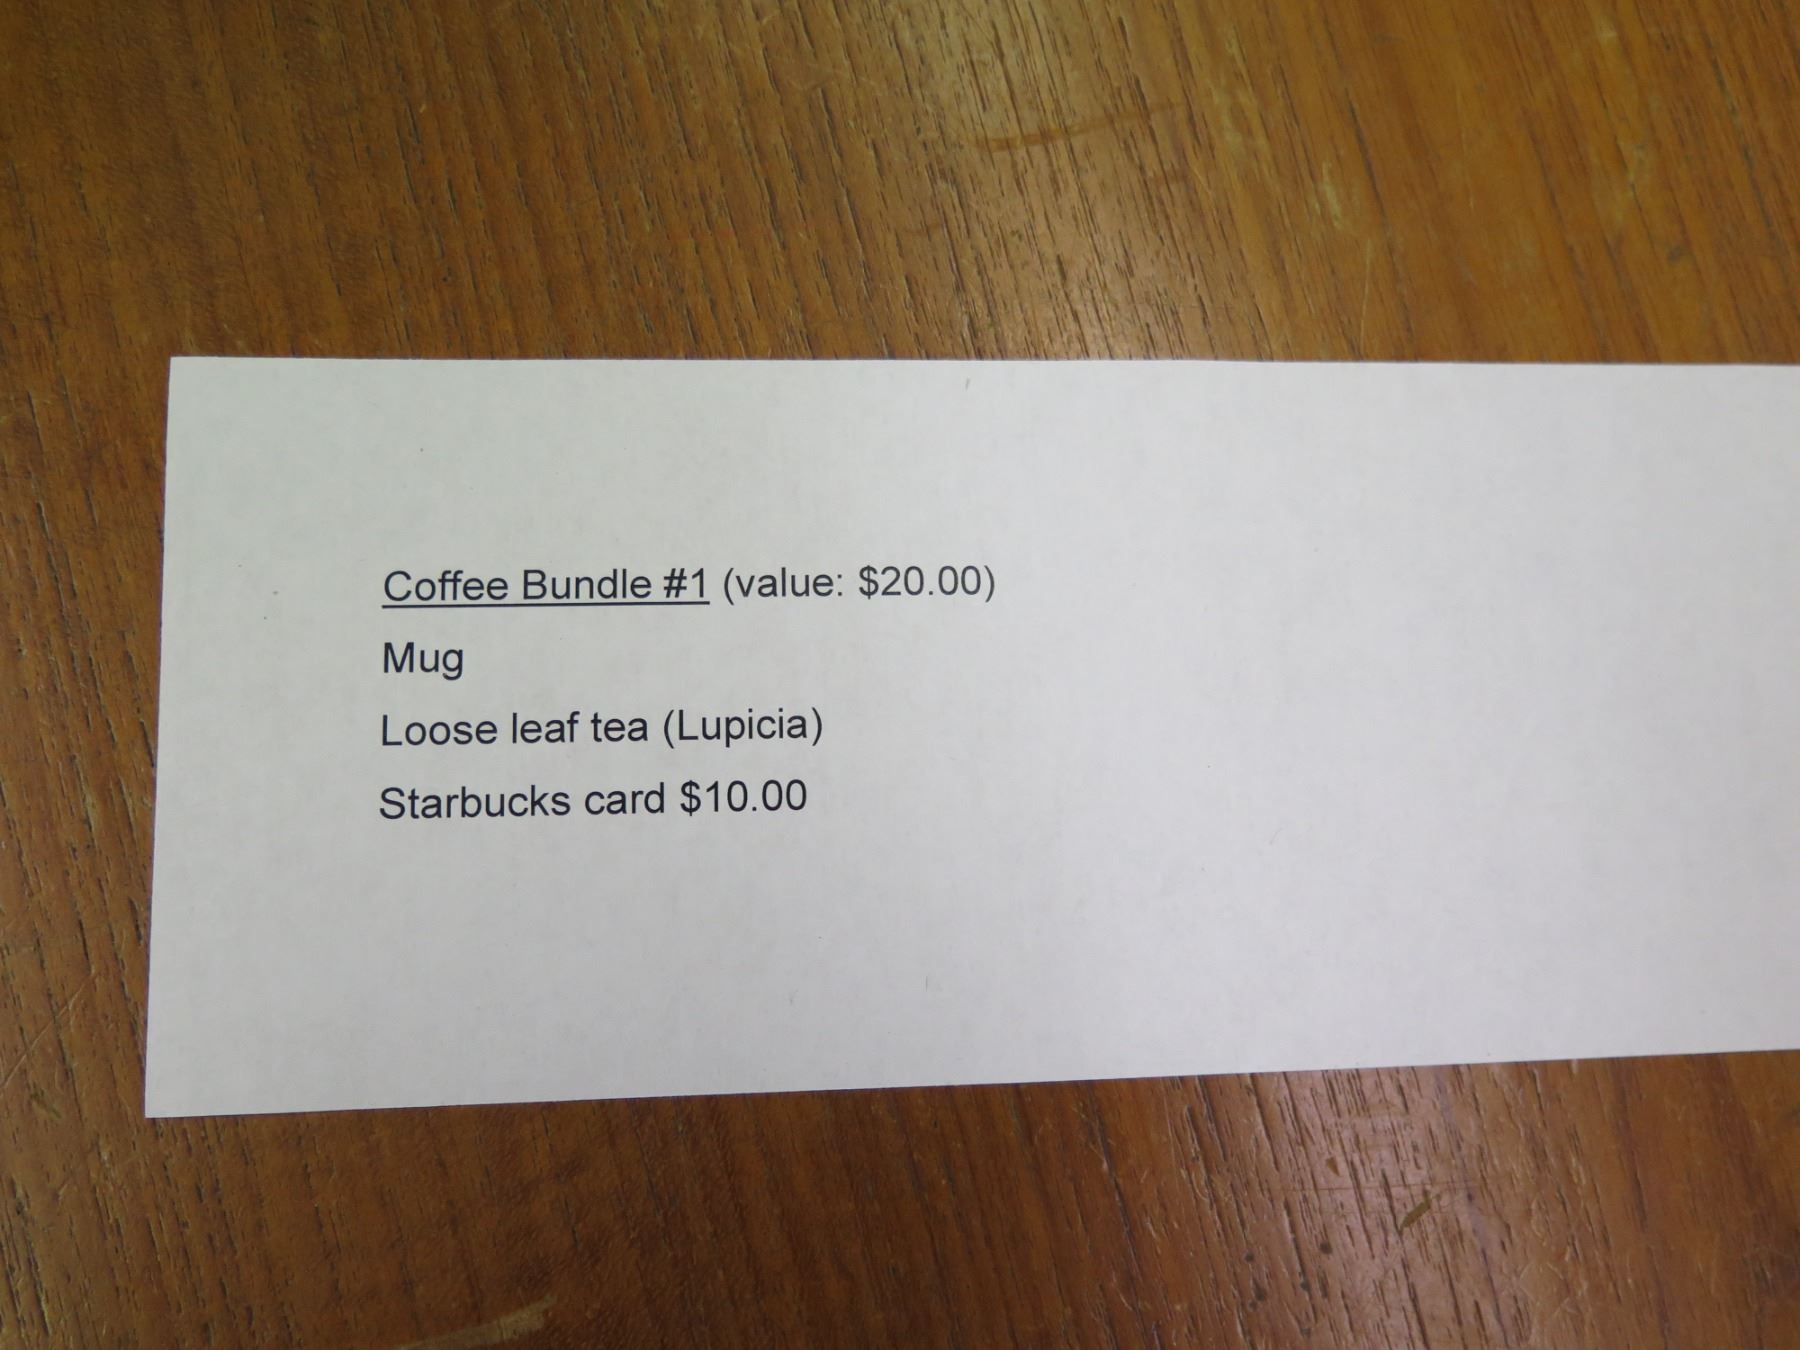 Coffee Bundle #1 (value: $20.00)
Mug
Loose leaf tea (Lupicia)
Starbucks card $10.00